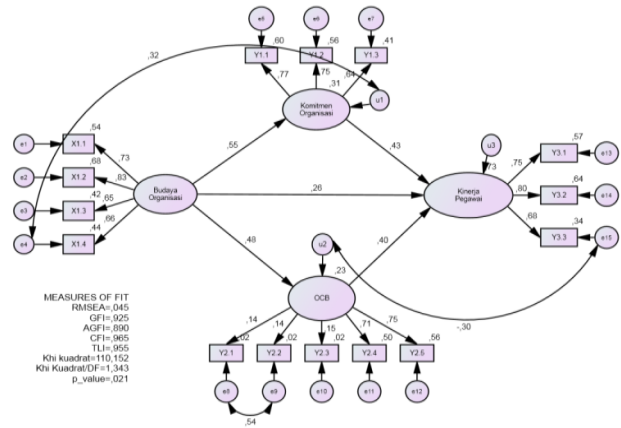 e5
e6
e7
,60
,56
,41
Y1.1
Y1.2
Y1.3
,32
,77
,75
,64
,31
u1
Komitmen
Organisasi
e1
X1.1
,54
,73
e2
X1.2
,68
,83
e3
X1.3
,42
,65
e4
X1.4
,44
,66
Budaya
Organisasi
,55
,43
,26
,48
,40
u3
,73
Kinerja
Pegawai
,75
Y3.1
,57
e13
,80
Y3.2
,64
e14
,68
Y3.3
,34
e15
u2
,23
OCB
-,30
,14
,14
,15
,71
,75
,02
,02
,02
,50
,56
Y2.1
Y2.2
Y2.3
Y2.4
Y2.5
e8
e9
e10
e11
e12
,54
MEASURES OF FIT
RMSEA=,045
GFI=,925
AGFI=,890
CFI=,965
TLI=,955
Khi kuadrat=110,152
Khi Kuadrat/DF=1,343
p_value=,021